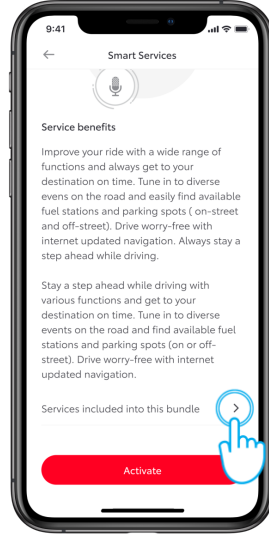 9:41
Smart Services
Service benefits
Improve your ride with a wide range of
functions and always get to your
destination on time. Tune in to diverse
evens on the road and easily find available
fuel stations and parking spots ( on-street
and off-street). Drive worry-free with
internet updated navigation. Always stay a
step ahead while driving.
Stay a step ahead while driving with
various functions and get to your
destination on time. Tune in to diverse
events on the road and find available fuel
stations and parking spots (on or off-
street). Drive worry-free with internet
updated navigation.
Services included into this bundle
Activate